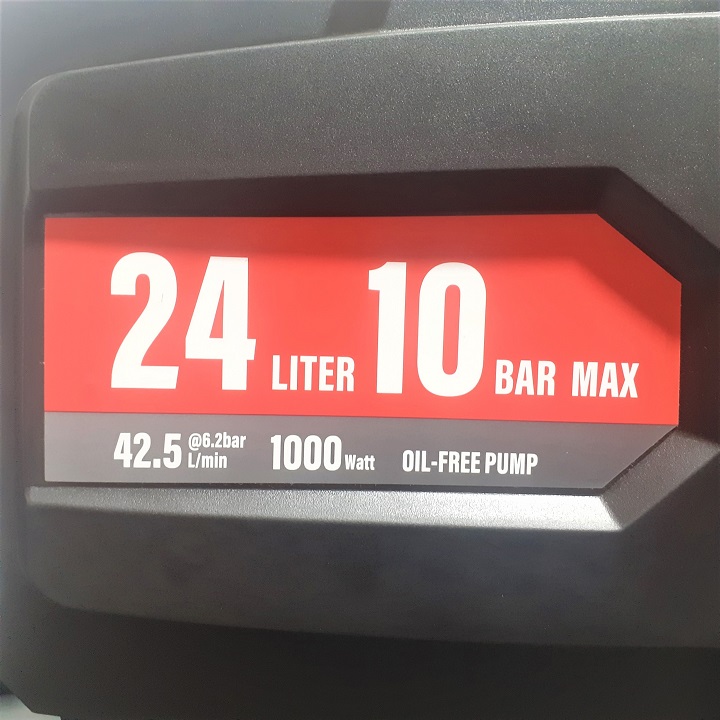 24 LITER 10 BAR MAX
42.5 @6.2bar L/min 1000 Watt OIL-FREE PUMP